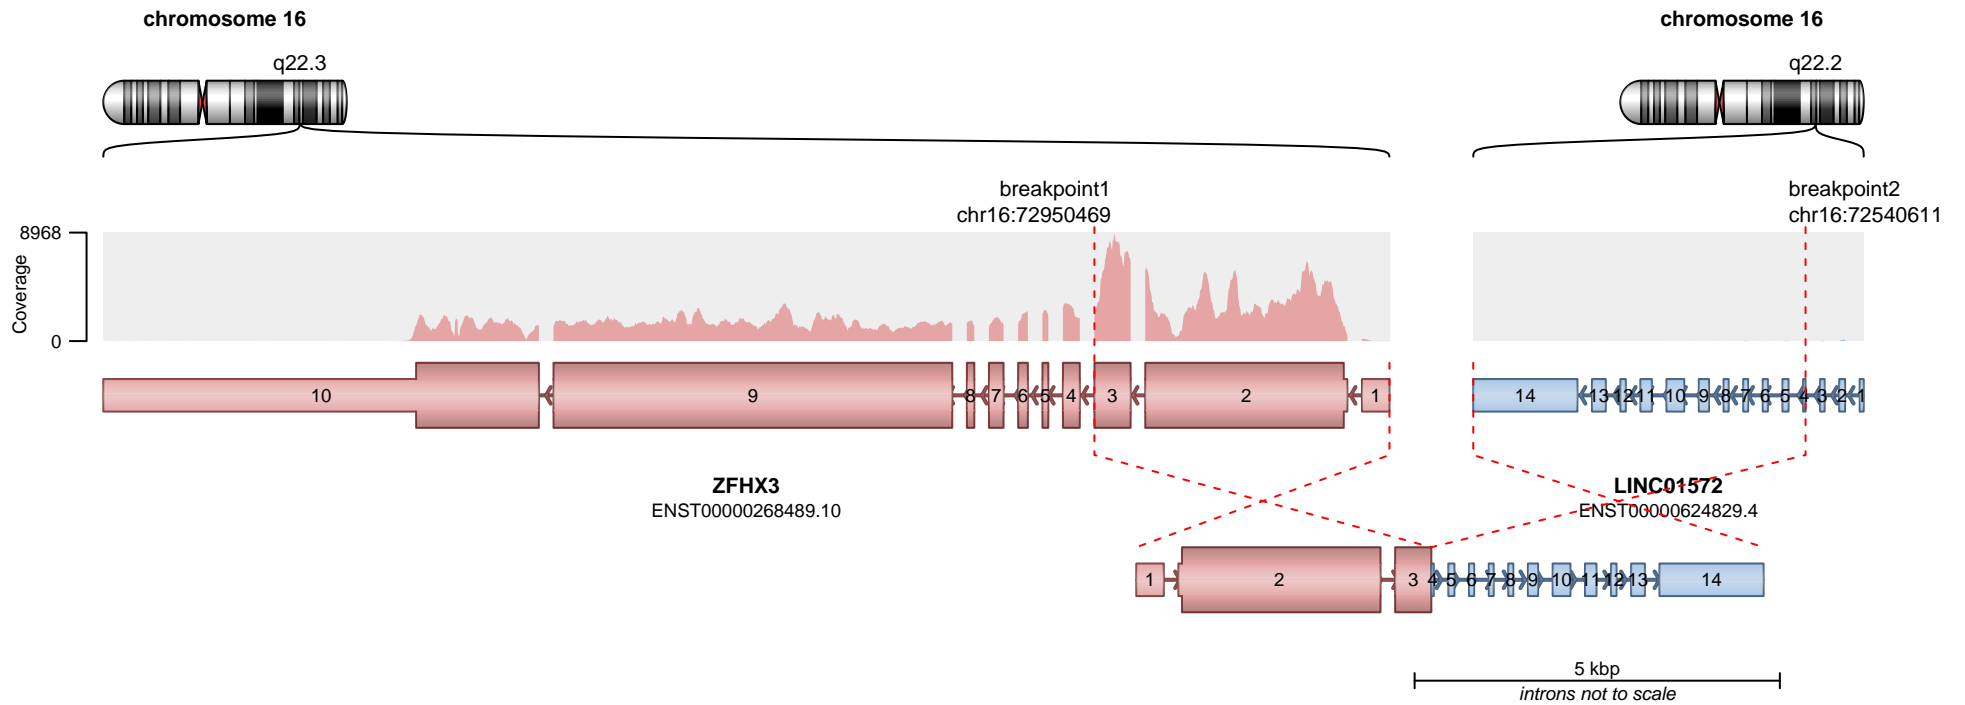 chromosome 16
chromosome 16
q22.3
q22.2
breakpoint1
chr16:72950469
breakpoint2
chr16:72540611
8968
0
Coverage
10 9 8 7 6 5 4 3 2 1
14 13 12 11 10 9 8 7 6 5 4 3 2 1
ZFHX3
ENST00000268489.10
LINC01572
ENST00000624829.4
1 2 3 4 5 6 7 8 9 10 11 12 13 14
5 kbp
introns not to scale